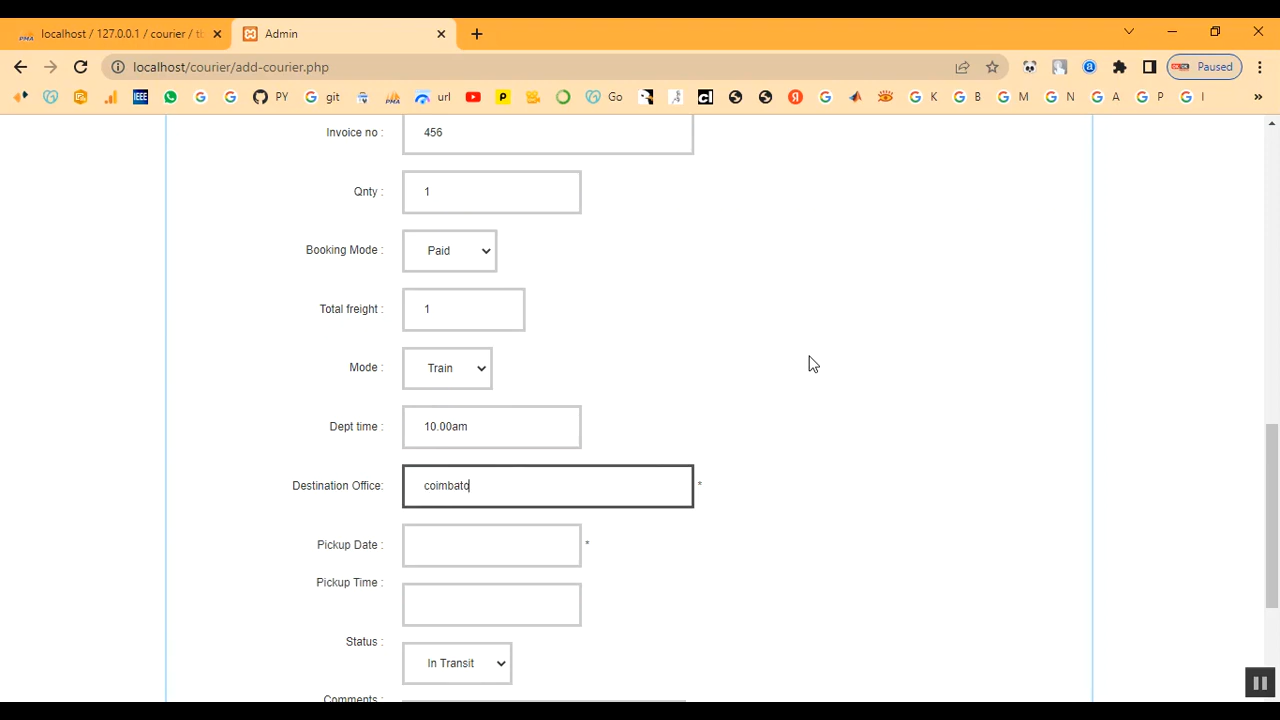 localhost / 127.0.0.1 / courier / tb
Admin
localhost/courier/add-courier.php
Paused
IEEE
PY
git
url
Go
K
B
M
N
A
P
I
Invoice no :
456
Qnty :
1
Booking Mode :
Paid
Total freight :
1
Mode :
Train
Dept time :
10.00am
Destination Office:
coimbato
*
Pickup Date :
*
Pickup Time :
Status :
In Transit
Comments :